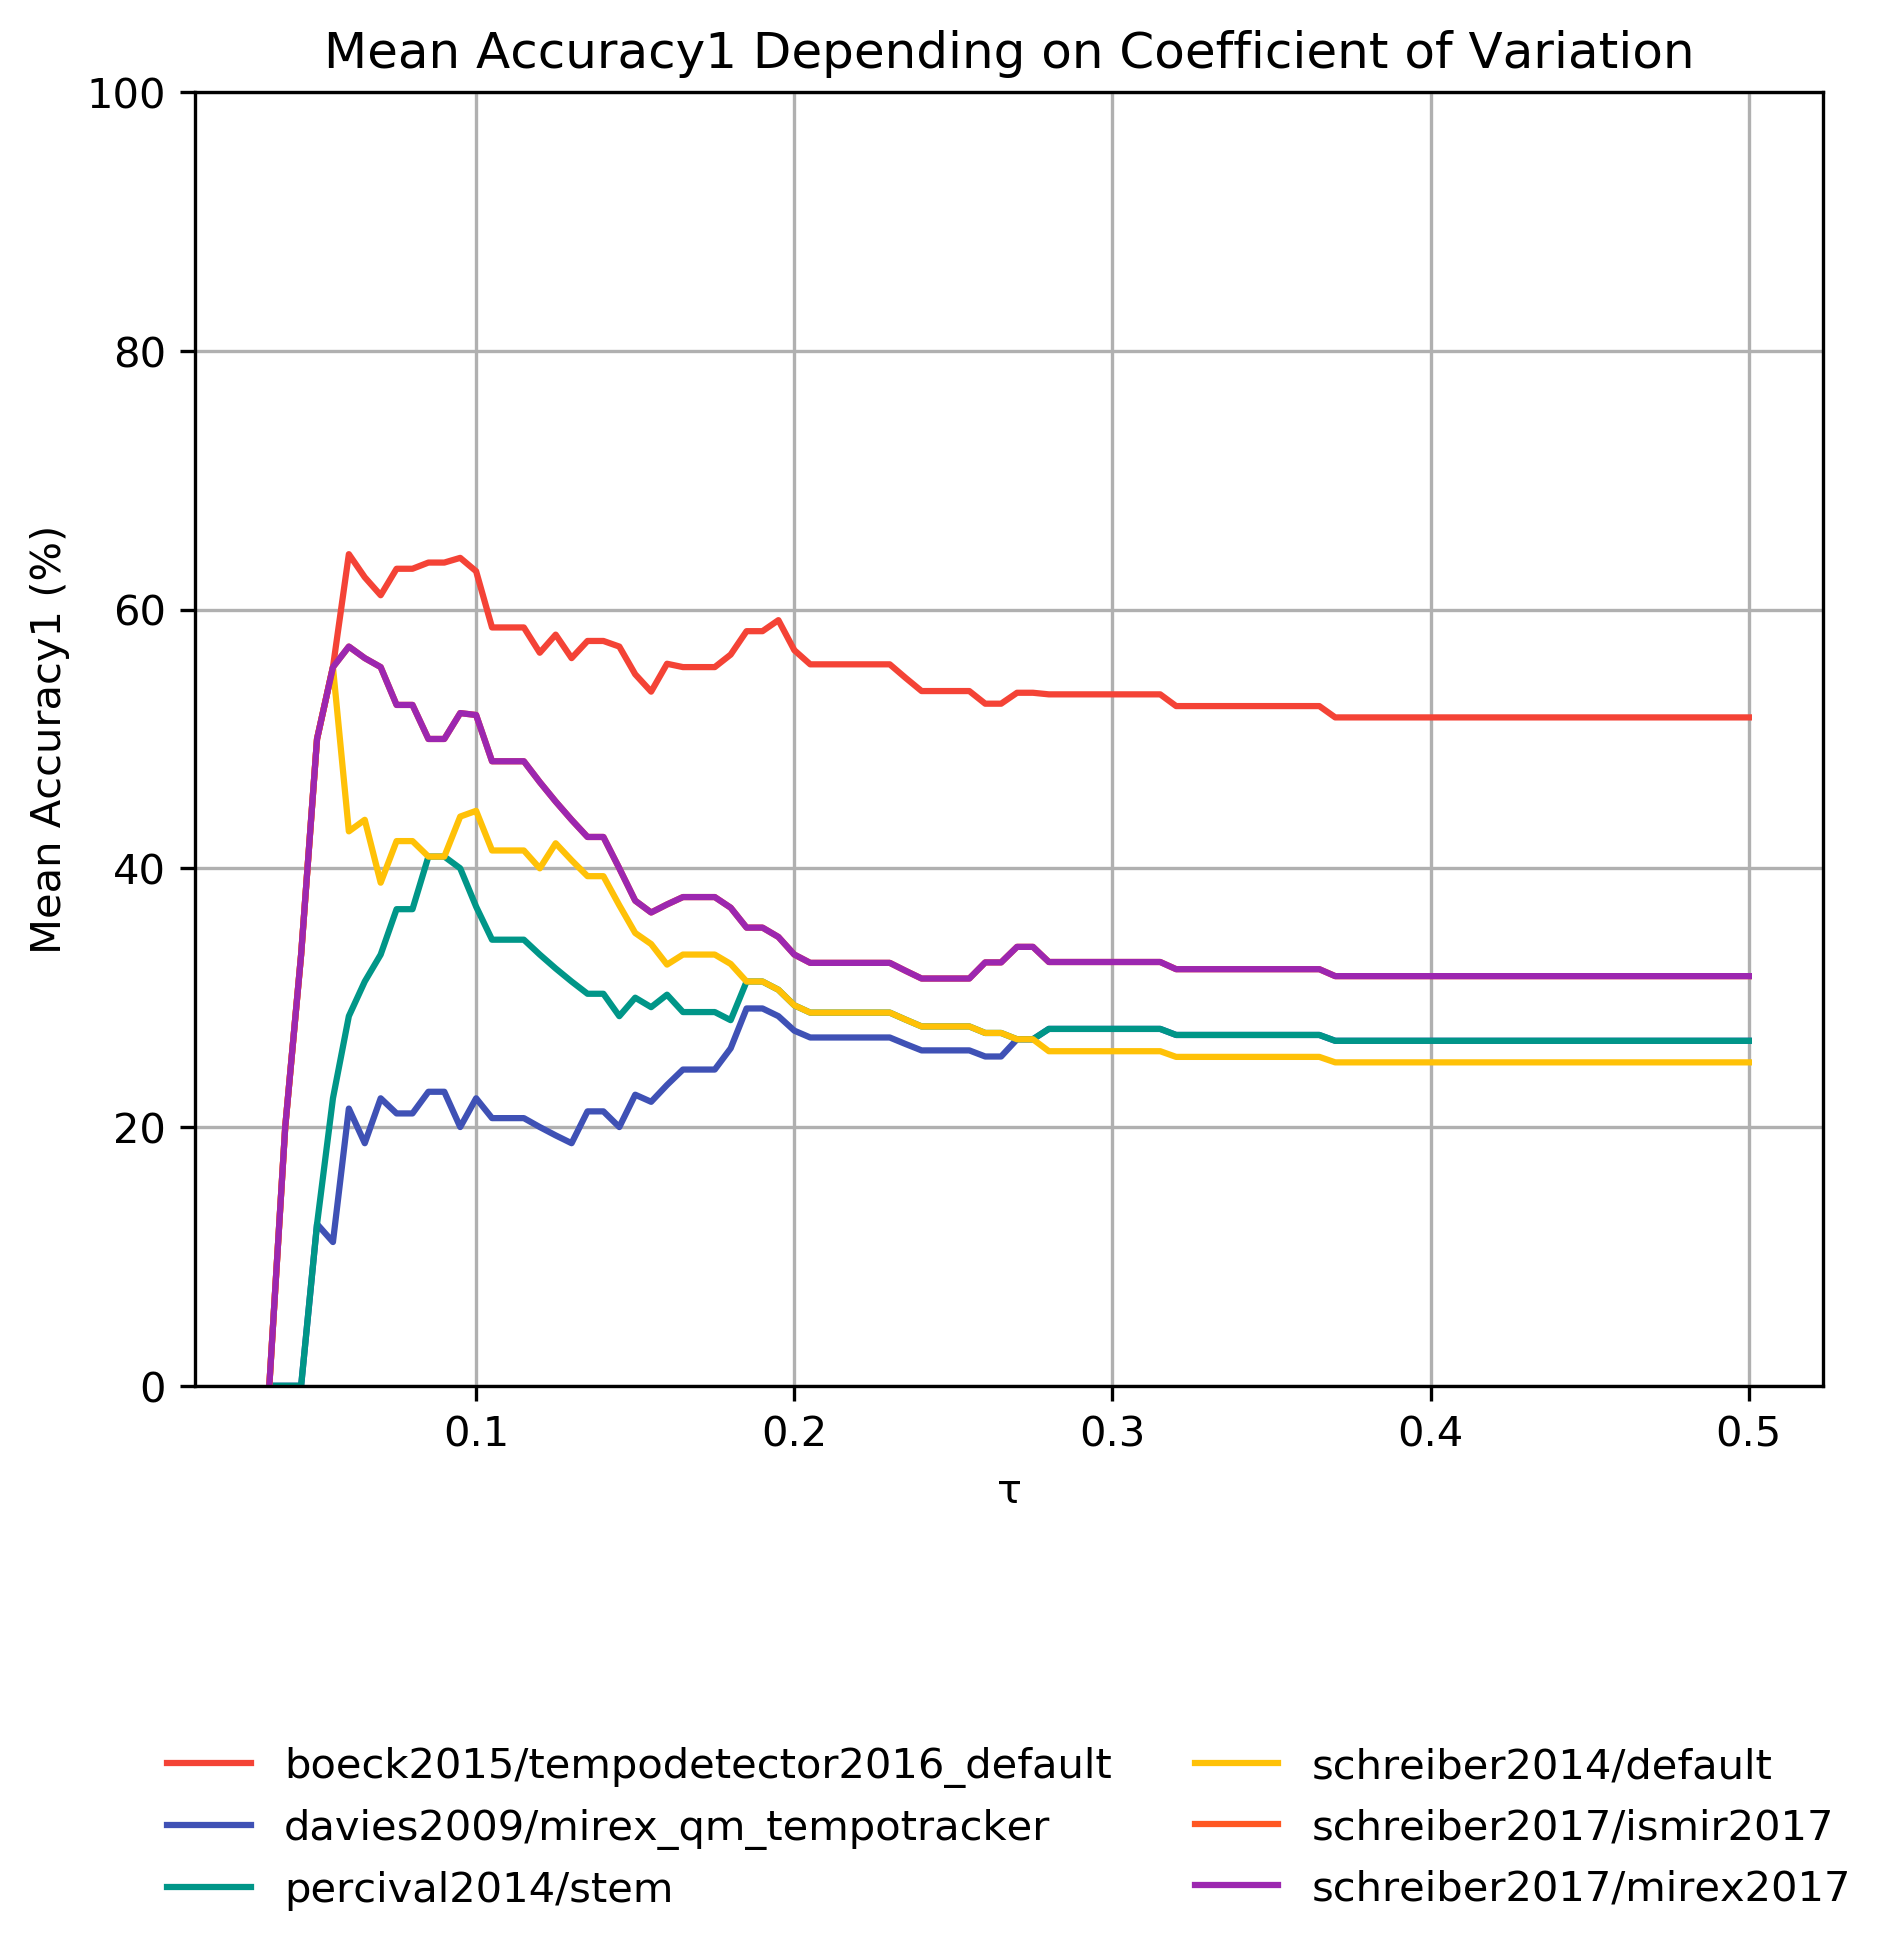 Mean Accuracy1 Depending on Coefficient of Variation
100
80
60
40
20
0
Mean Accuracy1 (%)
0.1 0.2 0.3 0.4 0.5
τ
boeck2015/tempodetector2016_default
davies2009/mirex_qm_tempotracker
percival2014/stem
schreiber2014/default
schreiber2017/ismir2017
schreiber2017/mirex2017